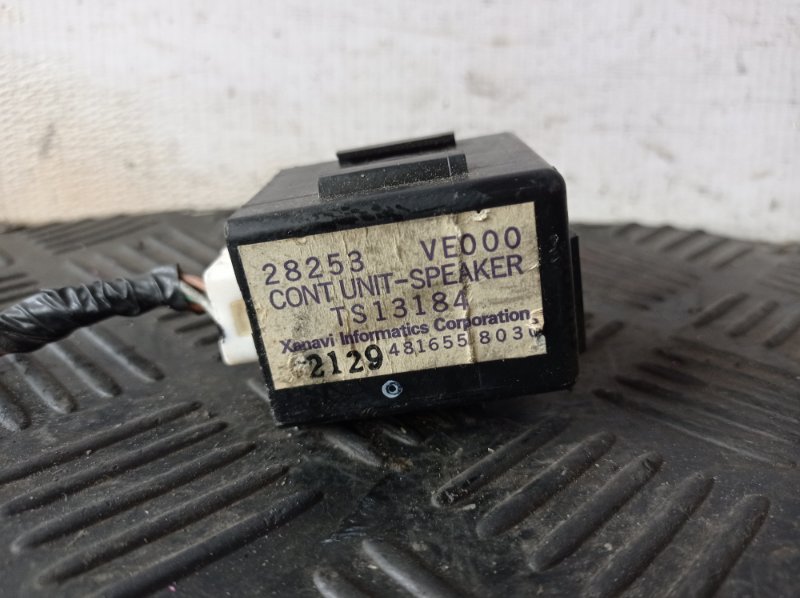 28253 VE000
CONT UNIT-SPEAKER
TS13184
Xanavi Informatics Corporation
2129 481655 803